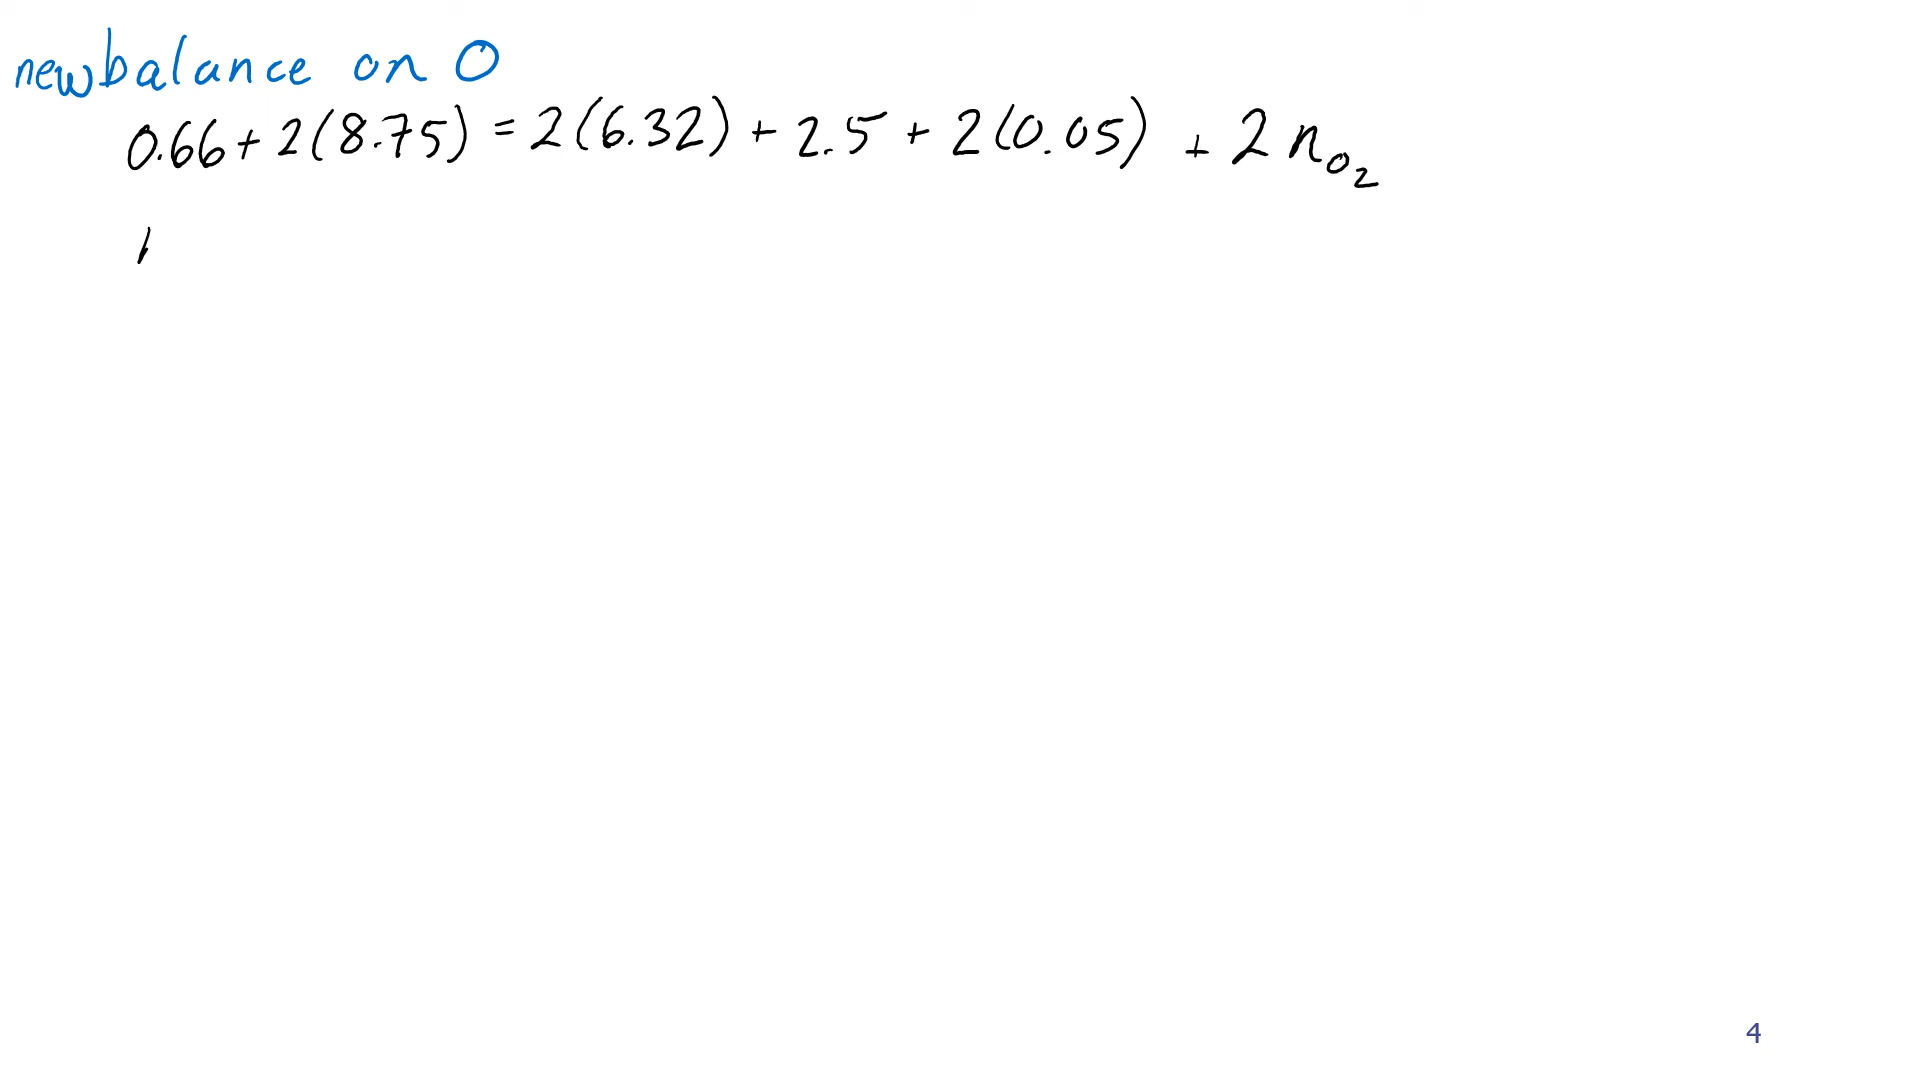 newbalance on O
0.66 + 2(8.75) = 2(6.32) + 2.5 + 2(0.05) + 2 n_O₂
4